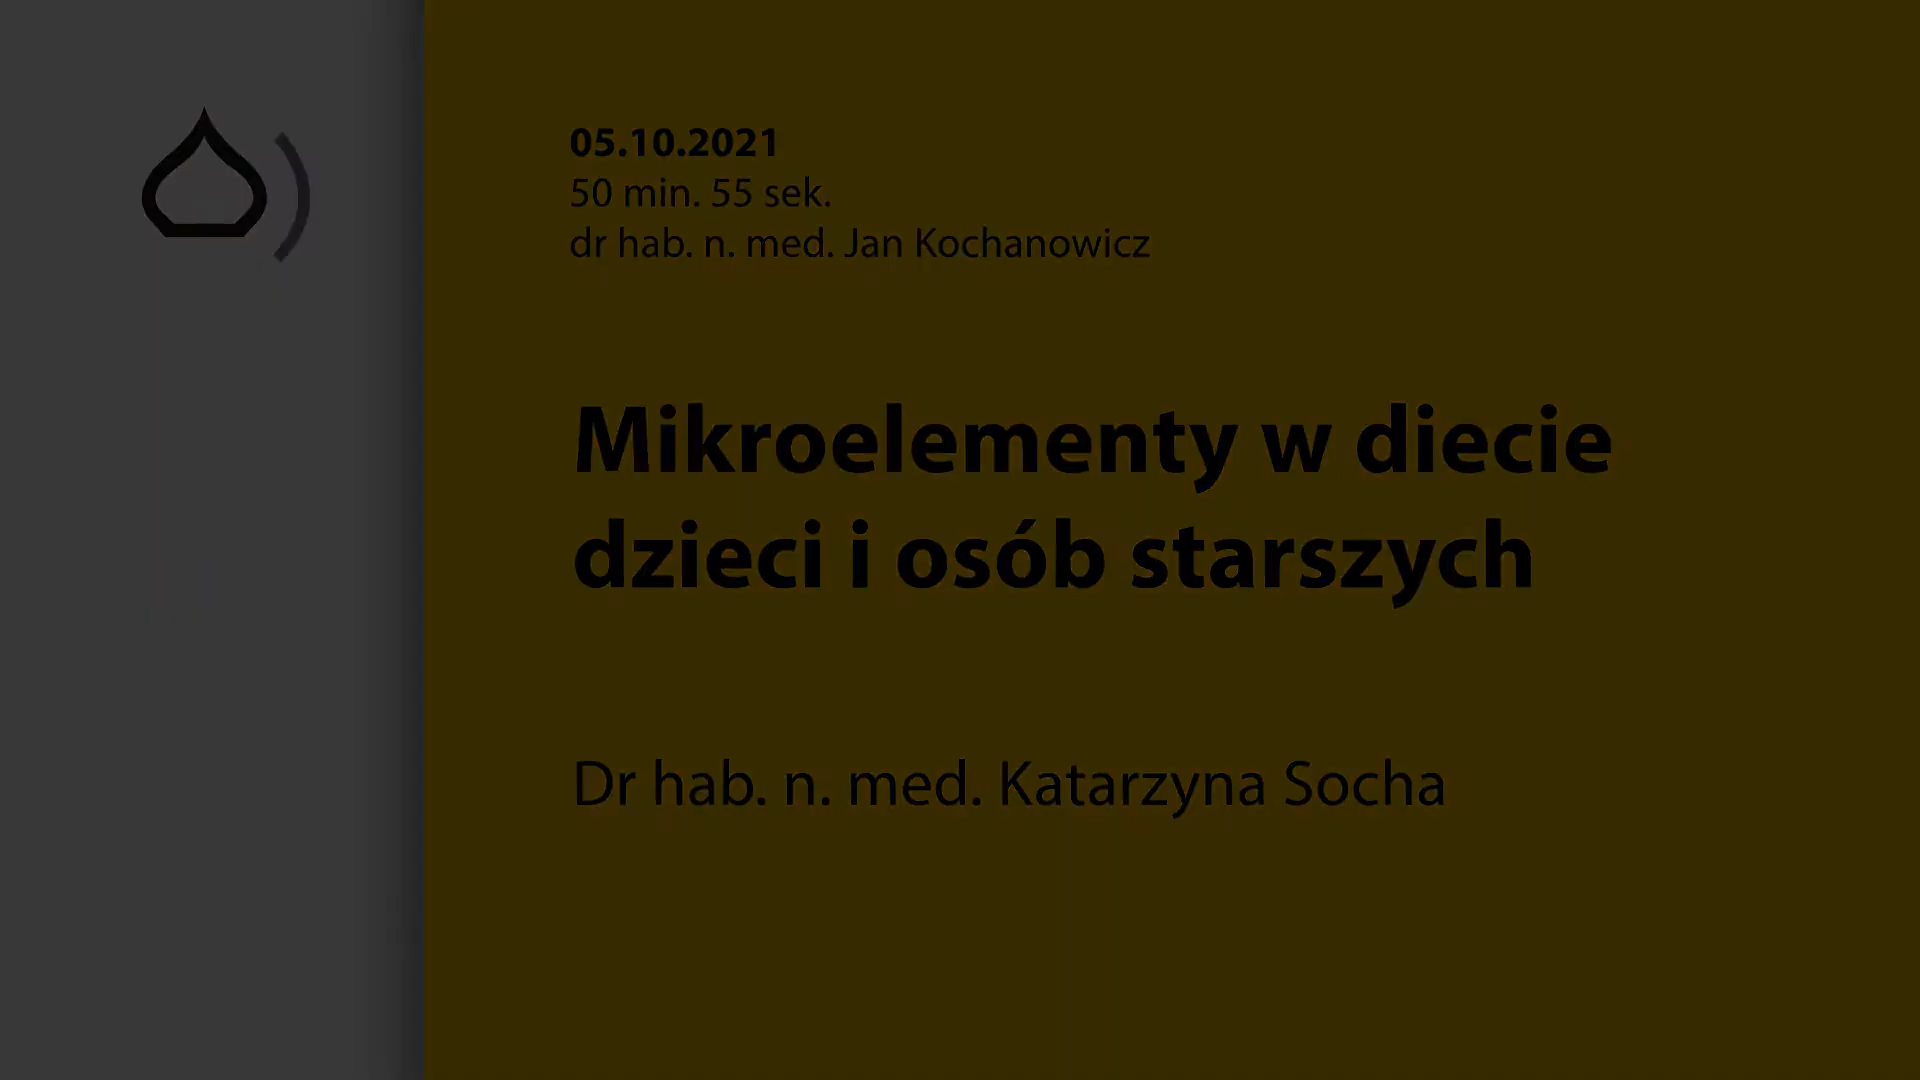 05.10.2021
50 min. 55 sek.
dr hab. n. med. Jan Kochanowicz
Mikroelementy w diecie
dzieci i osób starszych
Dr hab. n. med. Katarzyna Socha